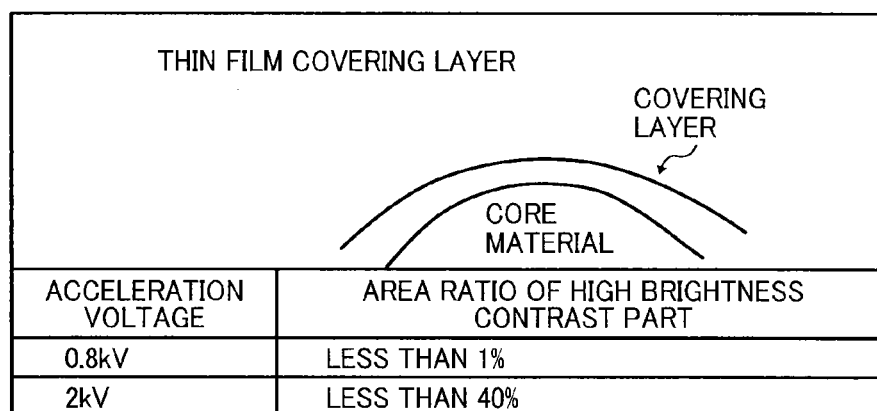 THIN FILM COVERING LAYER
COVERING
LAYER
CORE
MATERIAL
ACCELERATION
VOLTAGE
AREA RATIO OF HIGH BRIGHTNESS
CONTRAST PART
0.8kV
LESS THAN 1%
2kV
LESS THAN 40%